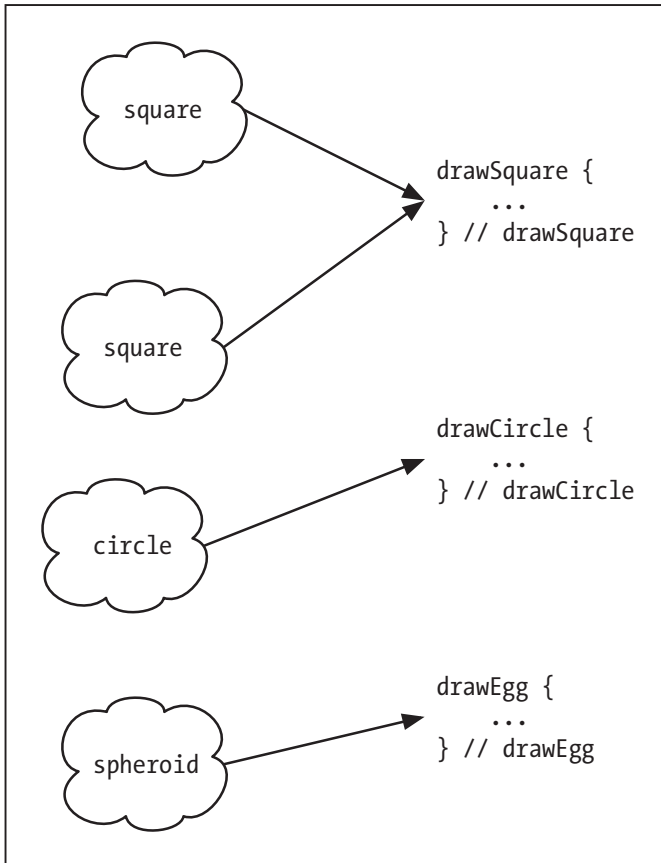 square
drawSquare {
...
} // drawSquare
square
drawCircle {
...
} // drawCircle
circle
drawEgg {
...
} // drawEgg
spheroid